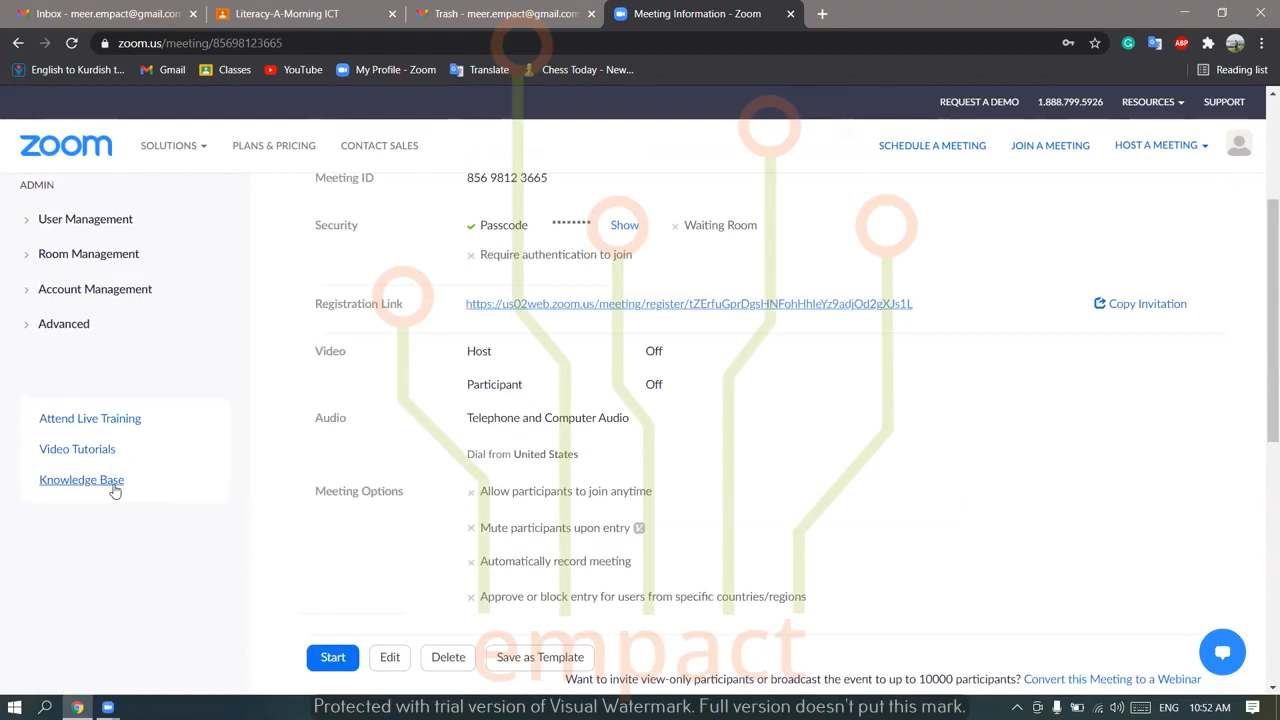 Inbox - meer.empact@gmail.com
Literacy-A-Morning ICT
Trash - meer.empact@gmail.com
Meeting Information - Zoom
zoom.us/meeting/85698123665
ABP
English to Kurdish t...
Gmail
Classes
YouTube
My Profile - Zoom
Translate
Chess Today - New...
Reading list
REQUEST A DEMO 1.888.799.5926 RESOURCES SUPPORT
zoom SOLUTIONS PLANS & PRICING CONTACT SALES SCHEDULE A MEETING JOIN A MEETING HOST A MEETING
ADMIN
User Management
Room Management
Account Management
Advanced
Attend Live Training
Video Tutorials
Knowledge Base
Meeting ID 856 9812 3665
Security Passcode ******** Show Waiting Room
Require authentication to join
Registration Link https://us02web.zoom.us/meeting/register/tZErfuGprDgsHNFohHhIeYz9adjOd2gXJs1L Copy Invitation
Video Host Off
Participant Off
Audio Telephone and Computer Audio
Dial from United States
Meeting Options Allow participants to join anytime
Mute participants upon entry
Automatically record meeting
Approve or block entry for users from specific countries/regions
empact
Start Edit Delete Save as Template
Want to invite view-only participants or broadcast the event to up to 10000 participants? Convert this Meeting to a Webinar
Protected with trial version of Visual Watermark. Full version doesn't put this mark.
ENG 10:52 AM